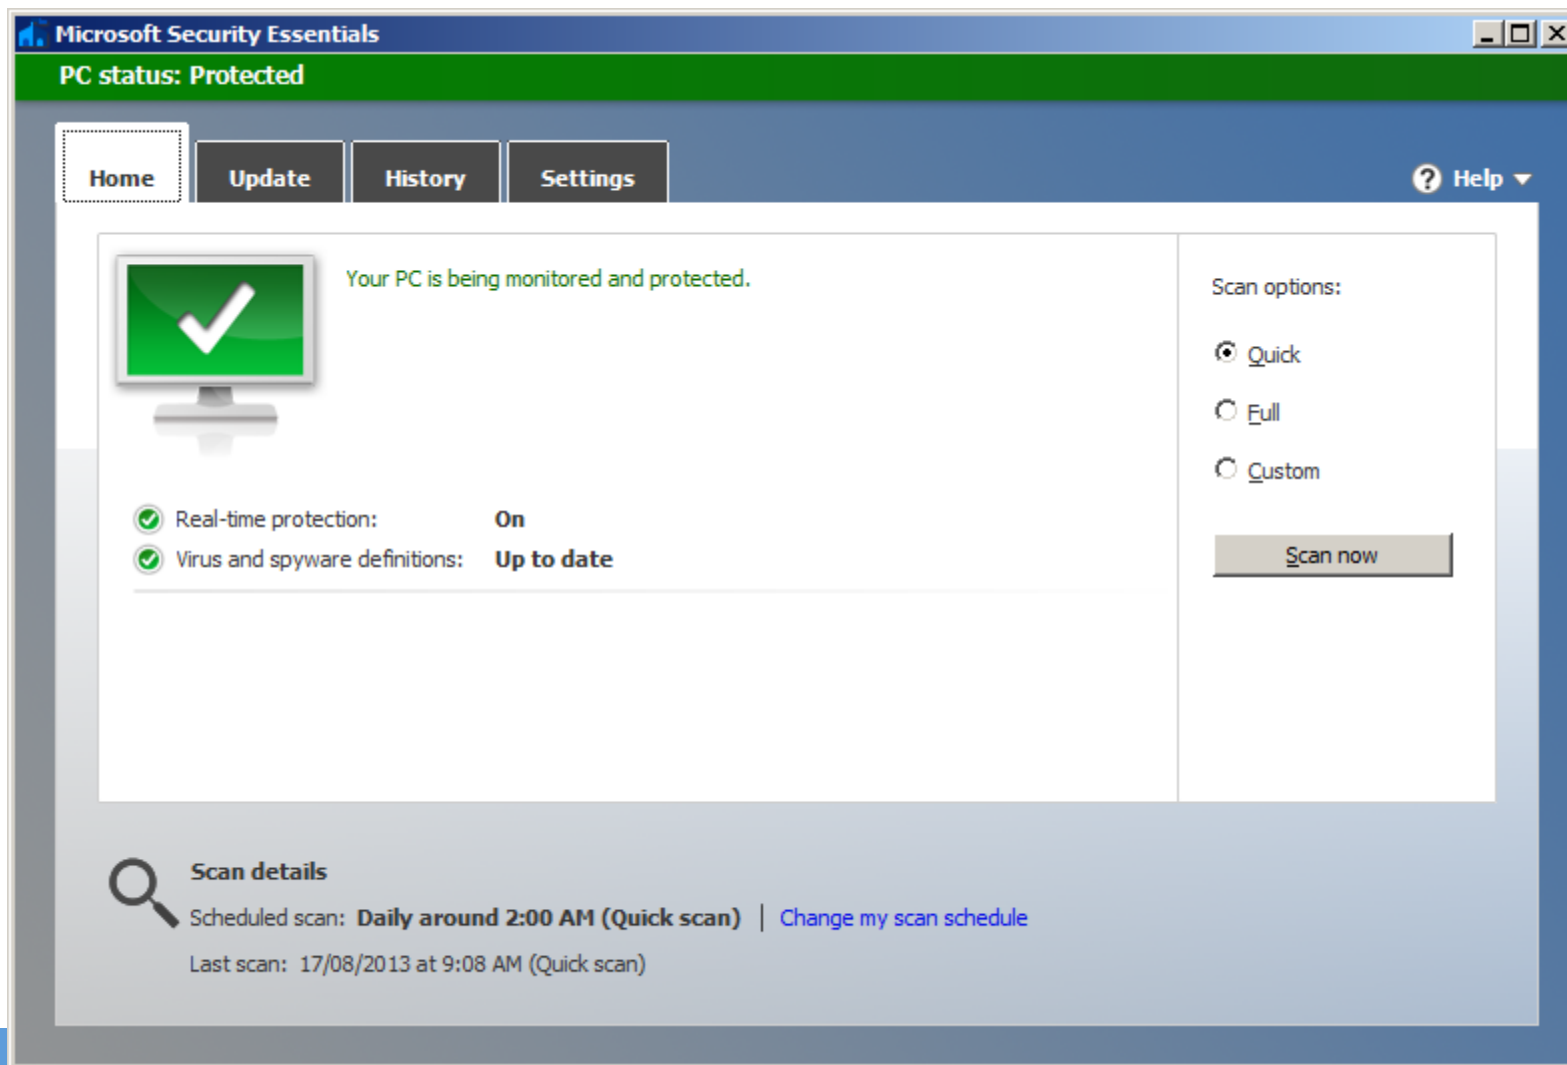 Microsoft Security Essentials
PC status: Protected
Home Update History Settings
? Help
Your PC is being monitored and protected.
Scan options:
Quick
Full
Custom
Real-time protection: On
Virus and spyware definitions: Up to date
Scan now
Scan details
Scheduled scan: Daily around 2:00 AM (Quick scan) | Change my scan schedule
Last scan: 17/08/2013 at 9:08 AM (Quick scan)